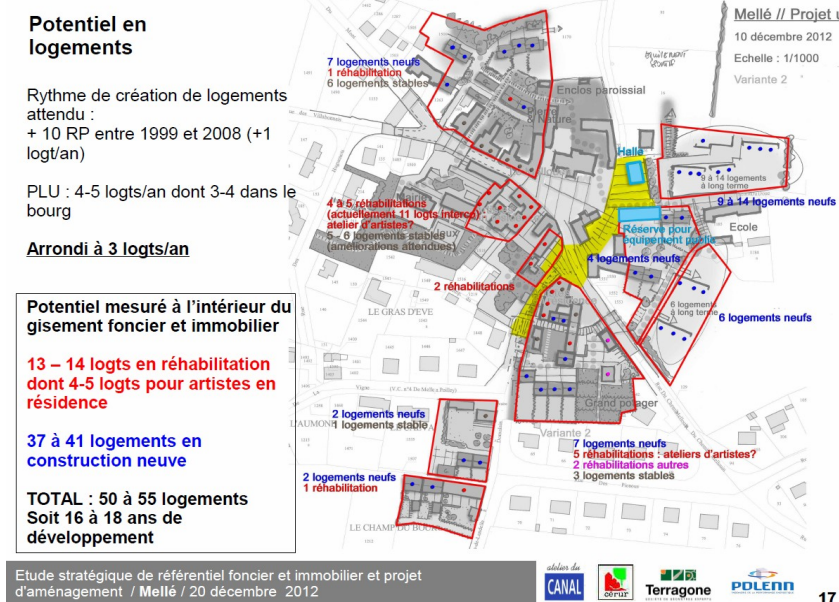 Potentiel en
logements
Rythme de création de logements
attendu :
+ 10 RP entre 1999 et 2008 (+1
logt/an)
PLU : 4-5 logts/an dont 3-4 dans le
bourg
Arrondi à 3 logts/an
Potentiel mesuré à l'intérieur du
gisement foncier et immobilier
13 – 14 logts en réhabilitation
dont 4-5 logts pour artistes en
résidence
37 à 41 logements en
construction neuve
TOTAL : 50 à 55 logements
Soit 16 à 18 ans de
développement
Mellé // Projet u
10 décembre 2012
Echelle : 1/1000
Variante 2
7 logements neufs
1 réhabilitation
6 logements stables
Enclos paroissial
Pierre
& Nature
Halle
9 à 14 logements
à long terme
9 à 14 logements neufs
4 à 5 réhabilitations
(actuellement 11 logts interco) :
atelier d'artistes?
5 - 6 logements stables
(améliorations attendues)
Réserve pour
équipement public
Ecole
4 logements neufs
2 réhabilitations
LE GRAS D'EVE
6 logements
à long terme
6 logements neufs
Grand potager
Variante 2
2 logements neufs
1 logements stable
L'AUMONE
7 logements neufs
5 réhabilitations : ateliers d'artistes?
2 réhabilitations autres
3 logements stables
2 logements neufs
1 réhabilitation
LE CHAMP DU BOURG
Etude stratégique de référentiel foncier et immobilier et projet
d'aménagement / Mellé / 20 décembre 2012
atelier du
CANAL
cérur
Terragone
POLENN
17